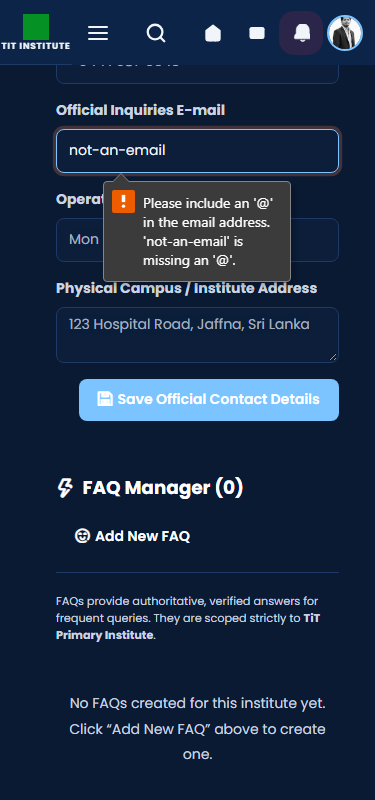 TIT INSTITUTE
Official Inquiries E-mail
not-an-email
Please include an '@'
in the email address.
'not-an-email' is
missing an '@'.
Operat
Mon
Physical Campus / Institute Address
123 Hospital Road, Jaffna, Sri Lanka
Save Official Contact Details
FAQ Manager (0)
Add New FAQ
FAQs provide authoritative, verified answers for
frequent queries. They are scoped strictly to TiT
Primary Institute.
No FAQs created for this institute yet.
Click “Add New FAQ” above to create
one.